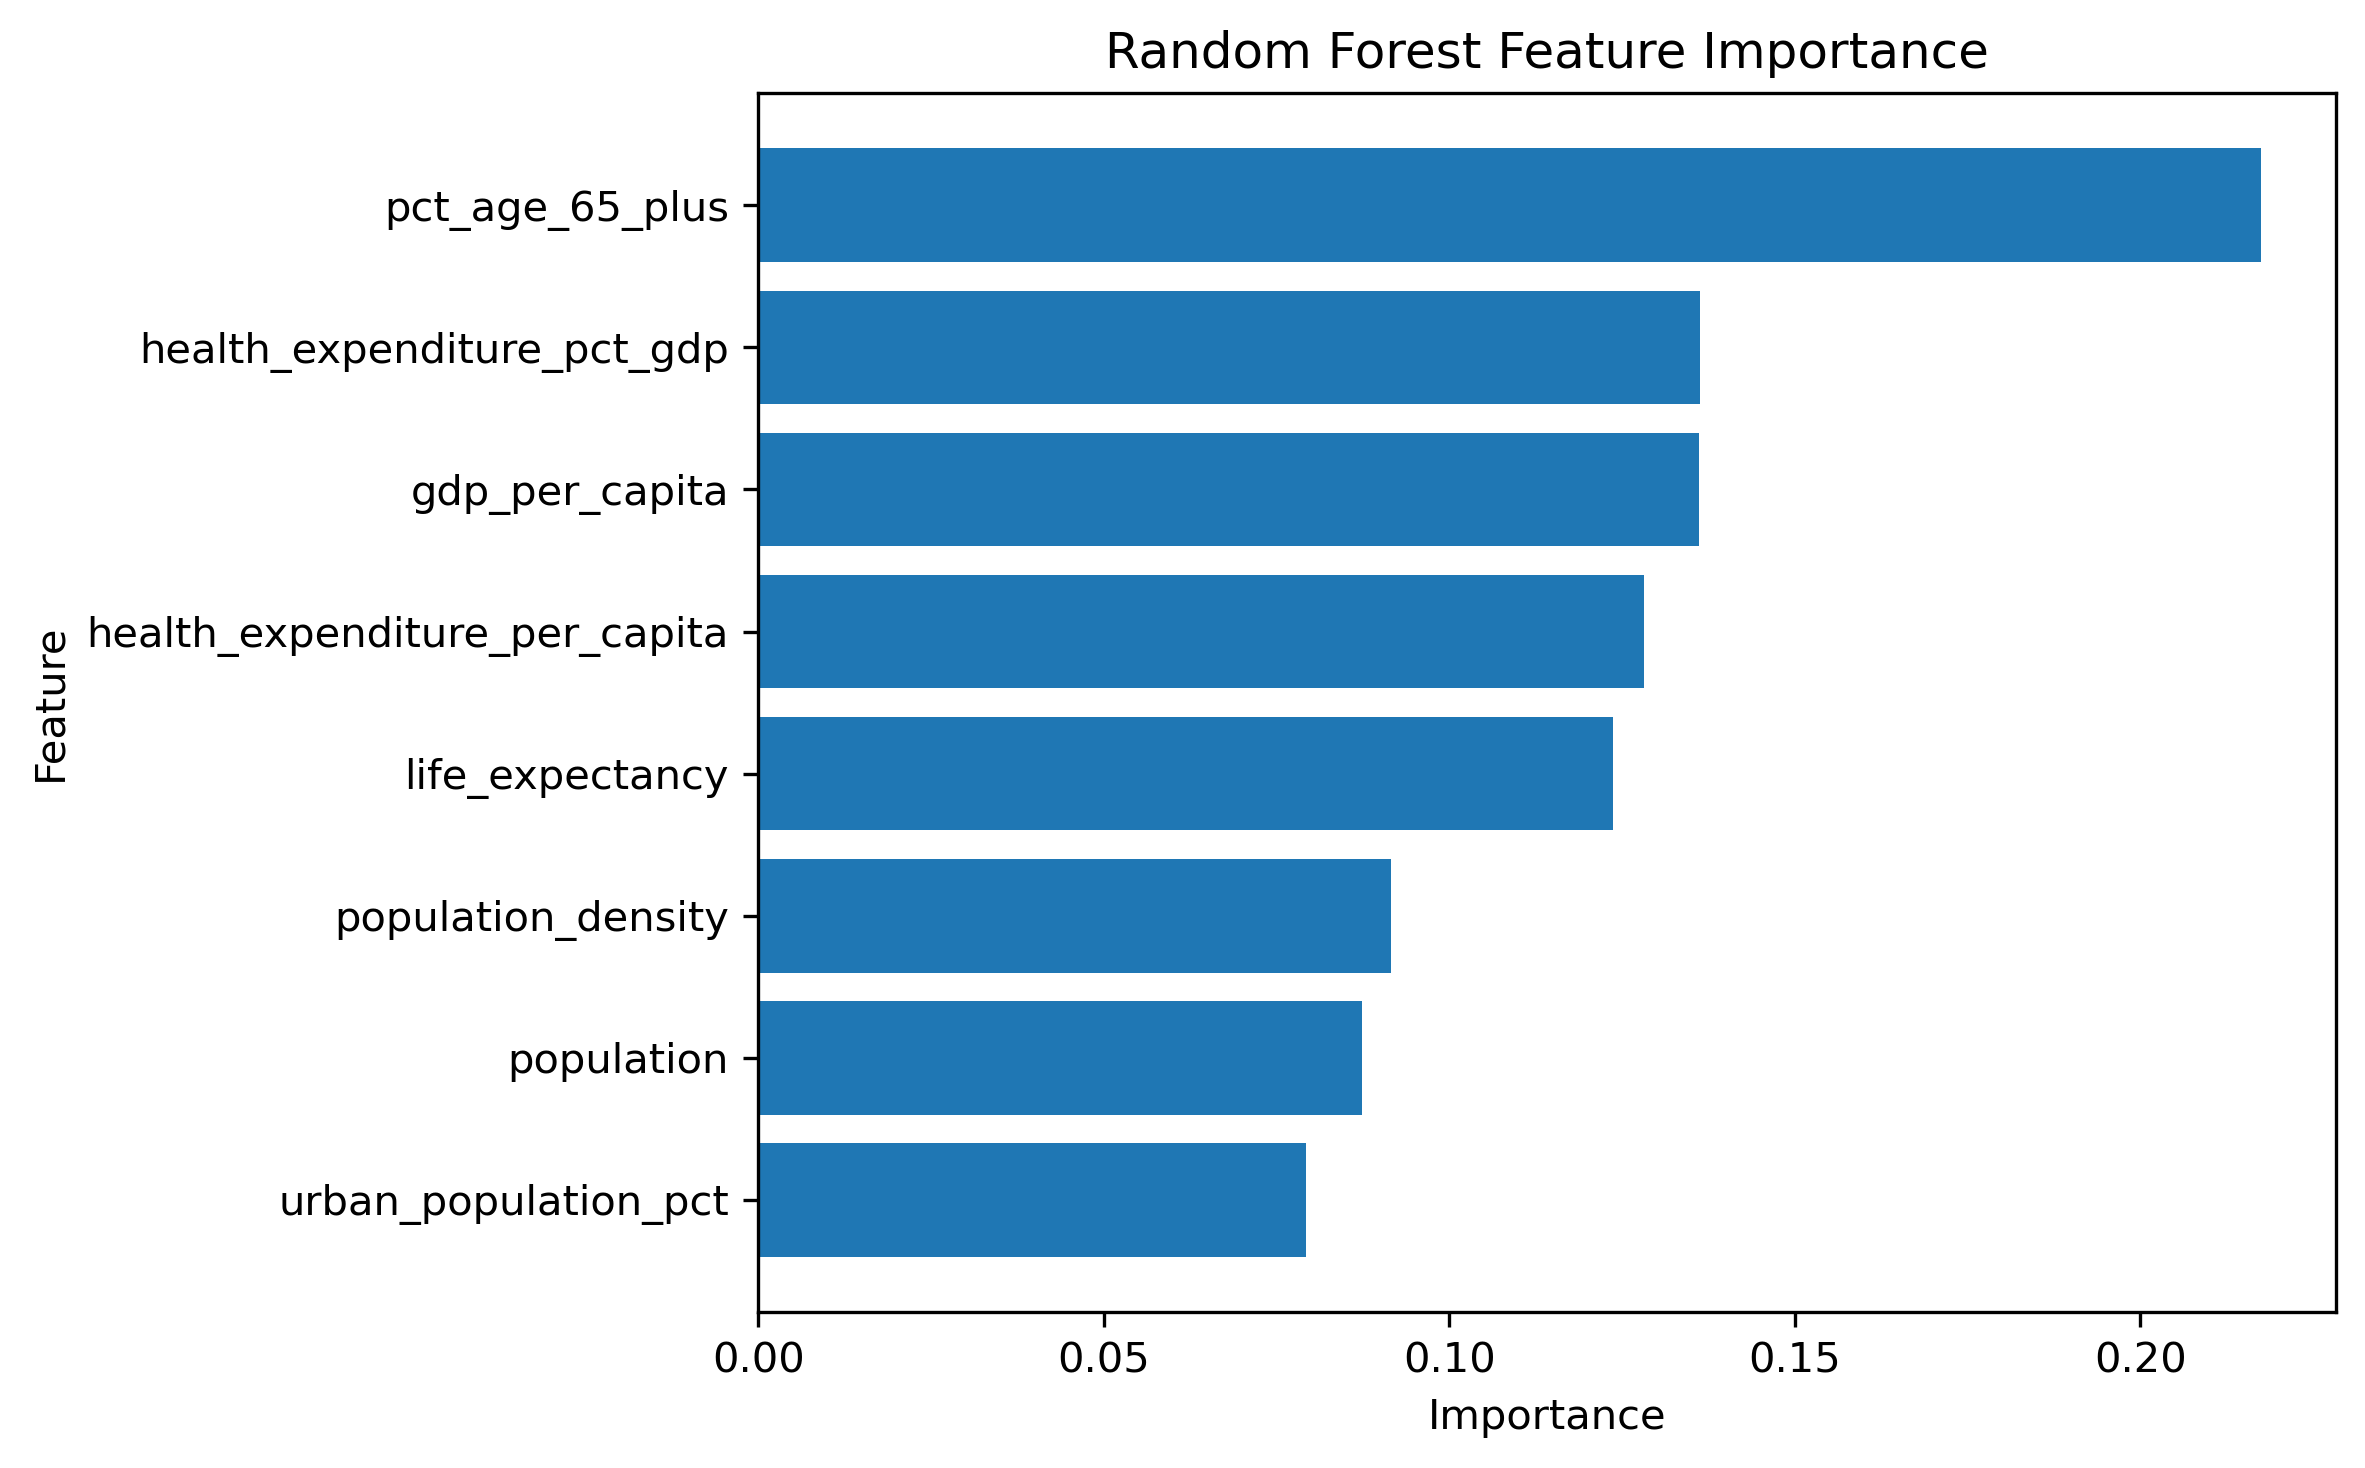 Random Forest Feature Importance
pct_age_65_plus
health_expenditure_pct_gdp
gdp_per_capita
health_expenditure_per_capita
life_expectancy
population_density
population
urban_population_pct
Feature
0.00 0.05 0.10 0.15 0.20
Importance